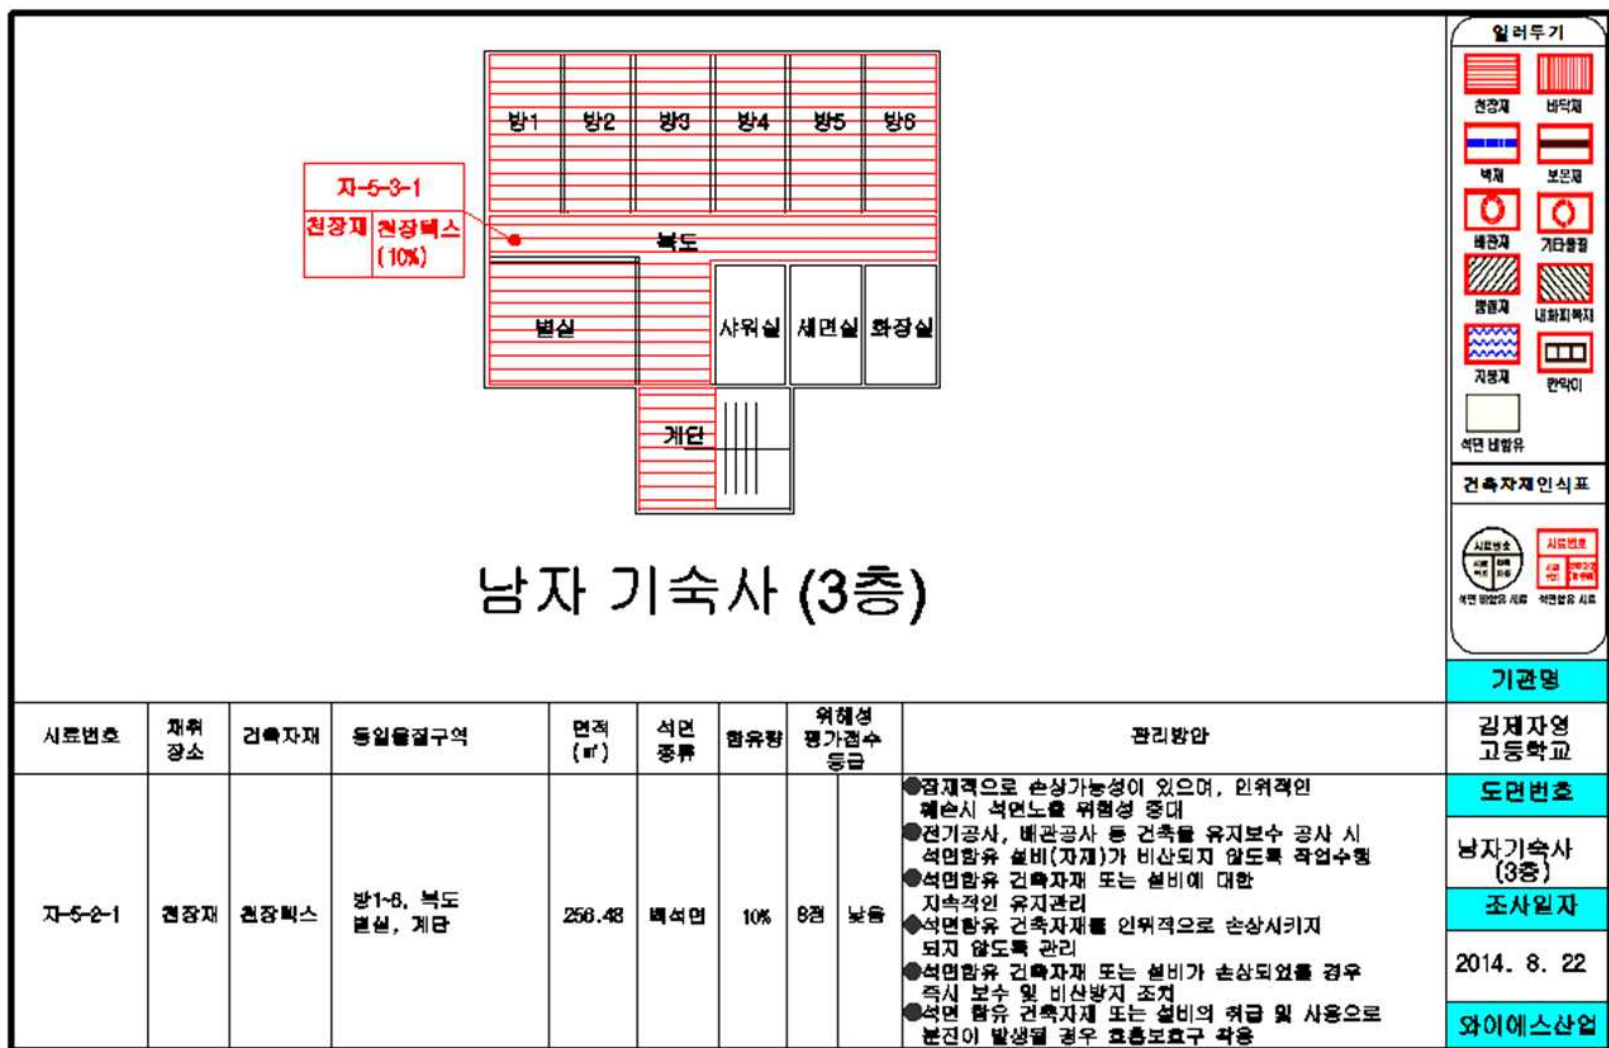 방1 방2 방3 방4 방5 방6
자-5-3-1
천장재 천장텍스
(10%)
복도
별실 샤워실 세면실 화장실
계단
남자 기숙사 (3층)
일러두기
천장재 바닥재
벽재 보온재
배관재 기타물질
내화피복재
지붕재 칸막이
석면 비함유
건축자재인식표
시료번호 시료번호
석면 비함유 시료 석면함유 시료
기관명
김제자영
고등학교
도면번호
남자기숙사
(3층)
조사일자
2014. 8. 22
와이에스산업
시료번호 채취
장소 건축자재 동일물질구역 면적
(㎡) 석면
종류 함유량 위해성
평가점수
등급 관리방안
자-5-2-1 천장재 천장텍스 방1~6, 복도
별실, 계단 256.48 백석면 10% 8점 낮음
●잠재적으로 손상가능성이 있으며, 인위적인
훼손시 석면노출 위험성 증대
●전기공사, 배관공사 등 건축물 유지보수 공사 시
석면함유 설비(자재)가 비산되지 않도록 작업수행
●석면함유 건축자재 또는 설비에 대한
지속적인 유지관리
◆석면함유 건축자재를 인위적으로 손상시키지
되지 않도록 관리
●석면함유 건축자재 또는 설비가 손상되었을 경우
즉시 보수 및 비산방지 조치
●석면 함유 건축자재 또는 설비의 취급 및 사용으로
분진이 발생될 경우 호흡보호구 착용